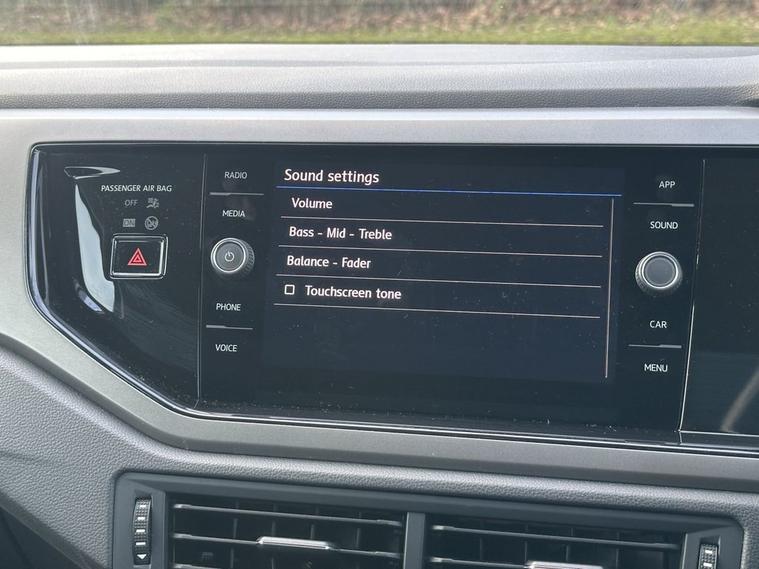 PASSENGER AIR BAG
OFF
ON
RADIO
MEDIA
PHONE
VOICE
Sound settings
Volume
Bass - Mid - Treble
Balance - Fader
Touchscreen tone
APP
SOUND
CAR
MENU